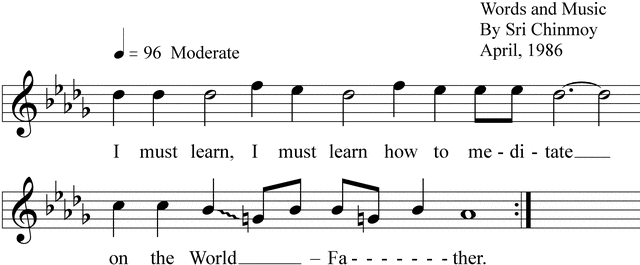 Words and Music
By Sri Chinmoy
April, 1986
= 96 Moderate
I must learn, I must learn how to me - di - tate
on the World – Fa - - - - - - - ther.